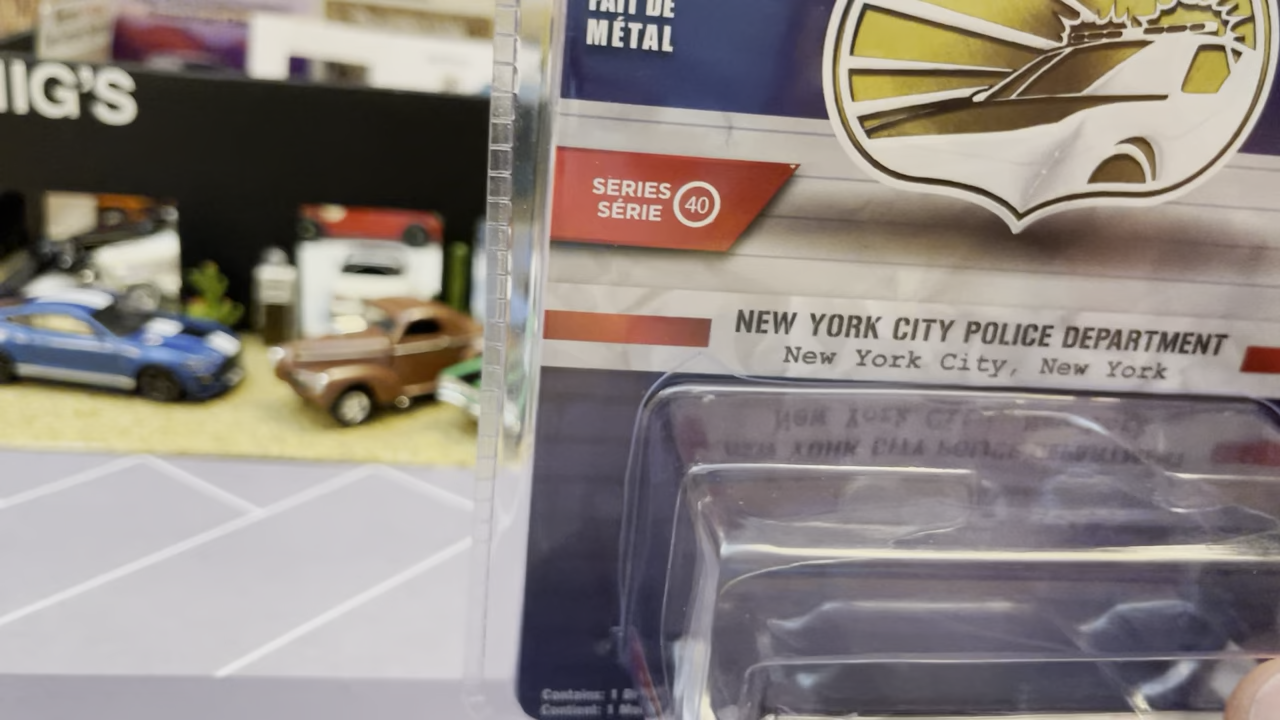 IG'S
FAIT DE
MÉTAL
SERIES
SÉRIE
40
NEW YORK CITY POLICE DEPARTMENT
New York City, New York
Contains: 1
Contient: 1